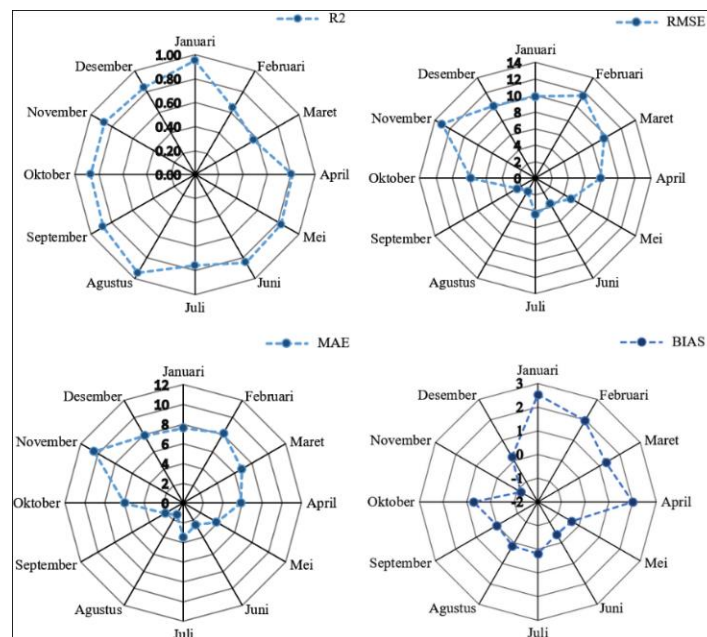 R2
Januari
Februari
Maret
April
Mei
Juni
Juli
Agustus
September
Oktober
November
Desember
1.00
0.80
0.60
0.40
0.20
0.00
RMSE
Januari
Februari
Maret
April
Mei
Juni
Juli
Agustus
September
Oktober
November
Desember
14
12
10
8
6
4
2
0
MAE
Januari
Februari
Maret
April
Mei
Juni
Juli
Agustus
September
Oktober
November
Desember
12
10
8
6
4
2
0
BIAS
Januari
Februari
Maret
April
Mei
Juni
Juli
Agustus
September
Oktober
November
Desember
3
2
1
0
-1
-2